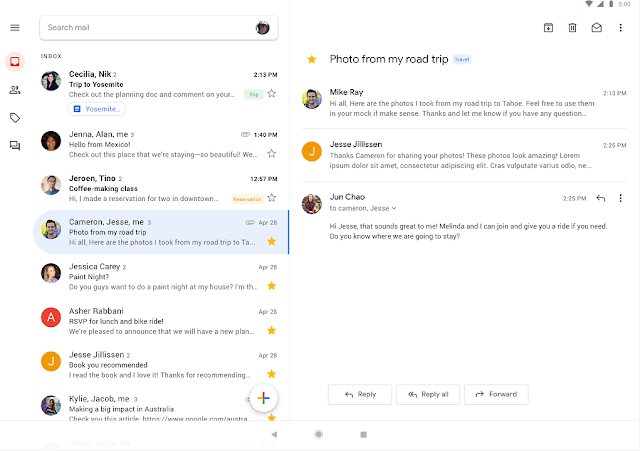 5:00
Search mail
INBOX
Cecilia, Nik 2
2:13 PM
Trip to Yosemite
Check out the planning doc and comment on your...
Trip
Yosemite..
Jenna, Alan, me 3
1:40 PM
Hello from Mexico!
Check out this place that we're staying—so beautiful! We...
Jeroen, Tino 2
12:57 PM
Coffee-making class
Hi, I made a reservation for two in downtown...
Reservation
Cameron, Jesse, me 3
Apr 28
Photo from my road trip
Hi all, Here are the photos I took from my road trip to Ta...
Jessica Carey 2
Apr 28
Paint Night?
Do you guys want to do a paint night at my house? I'm th...
A
Asher Rabbani
Apr 28
RSVP for lunch and bike ride!
We're pleased to announce that we will have a new plan...
J
Jesse Jillissen 2
Apr 28
Book you recommended
I read the book and I love it! Thanks for recommending...
Kylie, Jacob, me 3
Making a big impact in Australia
Check you this article: https://www.google.com/austra
Photo from my road trip
Travel
Mike Ray
2:13 PM
Hi all, Here are the photos I took from my road trip to Tahoe. Feel free to use them
in my mock if make sense. Thanks and let me know if you have any question...
J
Jesse Jillissen
2:25 PM
Thanks Cameron for sharing your photos! These photos look amazing! Lorem
ipsum dolor sit amet, consectetur adipiscing elit. Cras vulputate varius odio, ne...
Jun Chao
2:25 PM
to cameron, Jesse
Hi Jesse, that sounds great to me! Melinda and I can join and give you a ride if you need.
Do you know where we are going to stay?
Reply
Reply all
Forward